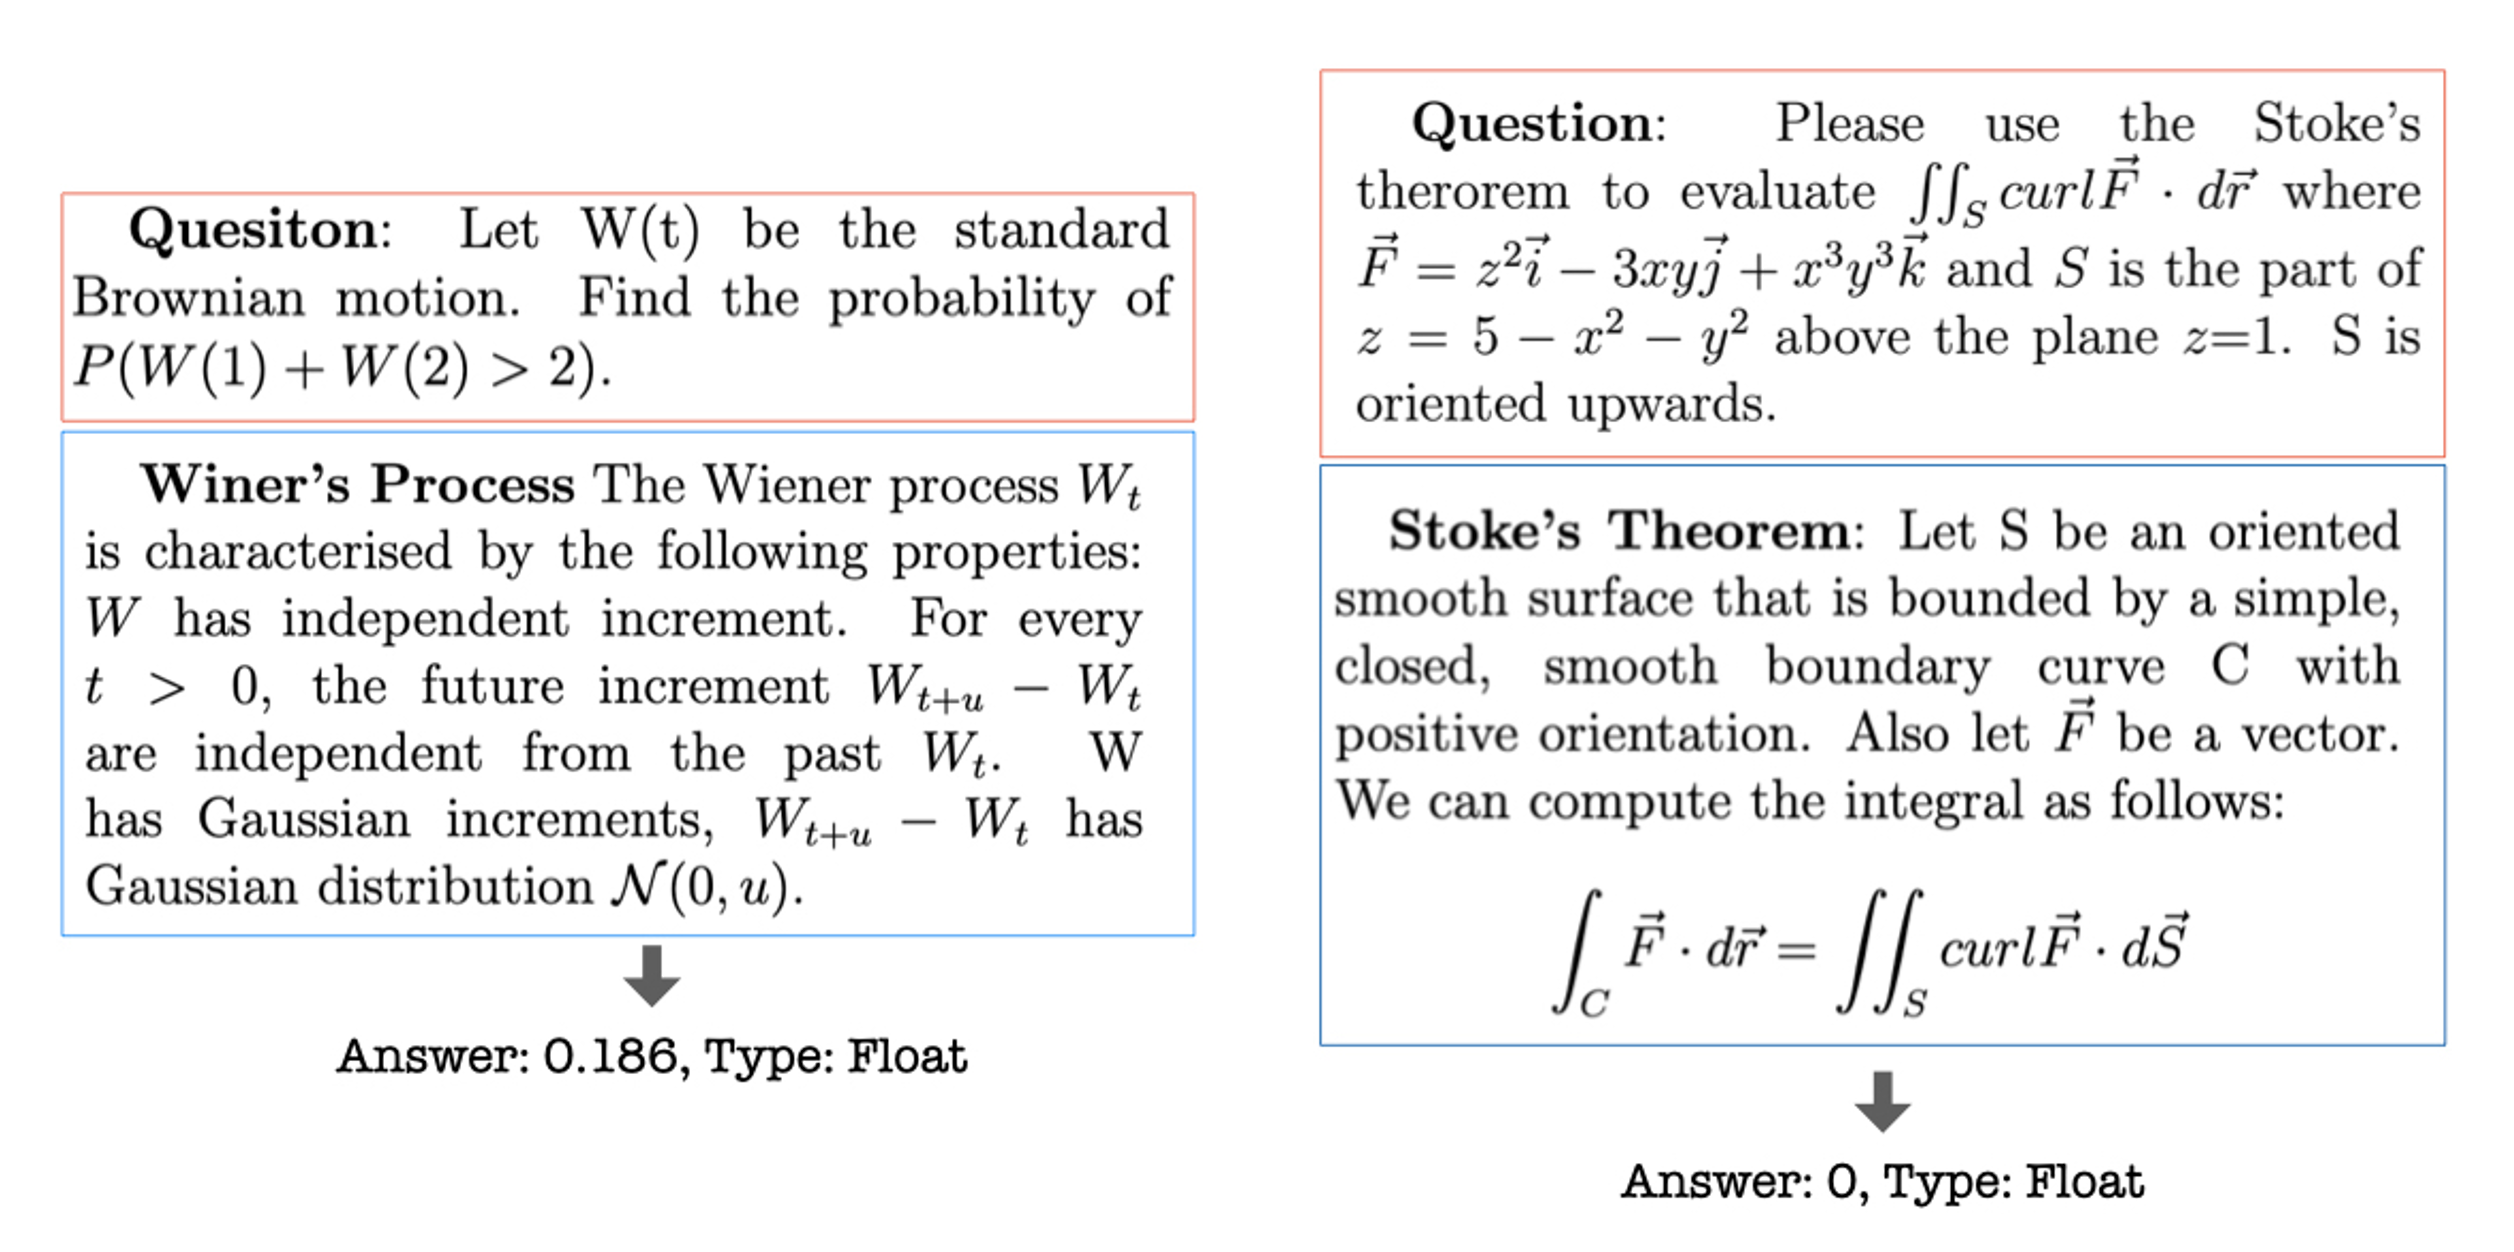 Quesiton: Let W(t) be the standard
Brownian motion. Find the probability of
P(W(1) + W(2) > 2).
Winer's Process The Wiener process W_t
is characterised by the following properties:
W has independent increment. For every
t > 0, the future increment W_{t+u} − W_t
are independent from the past W_t. W
has Gaussian increments, W_{t+u} − W_t has
Gaussian distribution 𝒩(0, u).
Answer: 0.186, Type: Float
Question: Please use the Stoke's
therorem to evaluate ∬_S curl\vec{F} · d\vec{r} where
\vec{F} = z^2\vec{i} − 3xy\vec{j} + x^3y^3\vec{k} and S is the part of
z = 5 − x^2 − y^2 above the plane z=1. S is
oriented upwards.
Stoke's Theorem: Let S be an oriented
smooth surface that is bounded by a simple,
closed, smooth boundary curve C with
positive orientation. Also let \vec{F} be a vector.
We can compute the integral as follows:
∫_C \vec{F} · d\vec{r} = ∬_S curl\vec{F} · d\vec{S}
Answer: 0, Type: Float